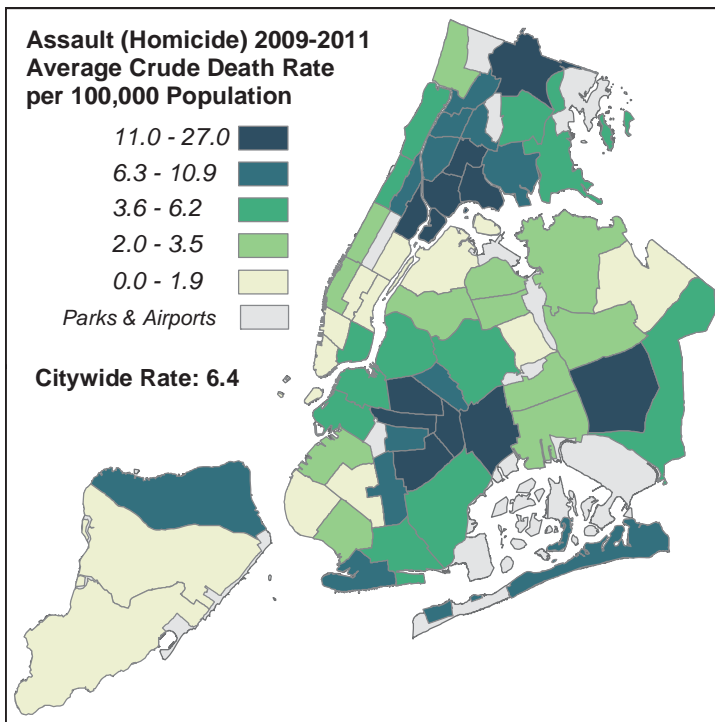 Assault (Homicide) 2009-2011
Average Crude Death Rate
per 100,000 Population
11.0 - 27.0
6.3 - 10.9
3.6 - 6.2
2.0 - 3.5
0.0 - 1.9
Parks & Airports
Citywide Rate: 6.4